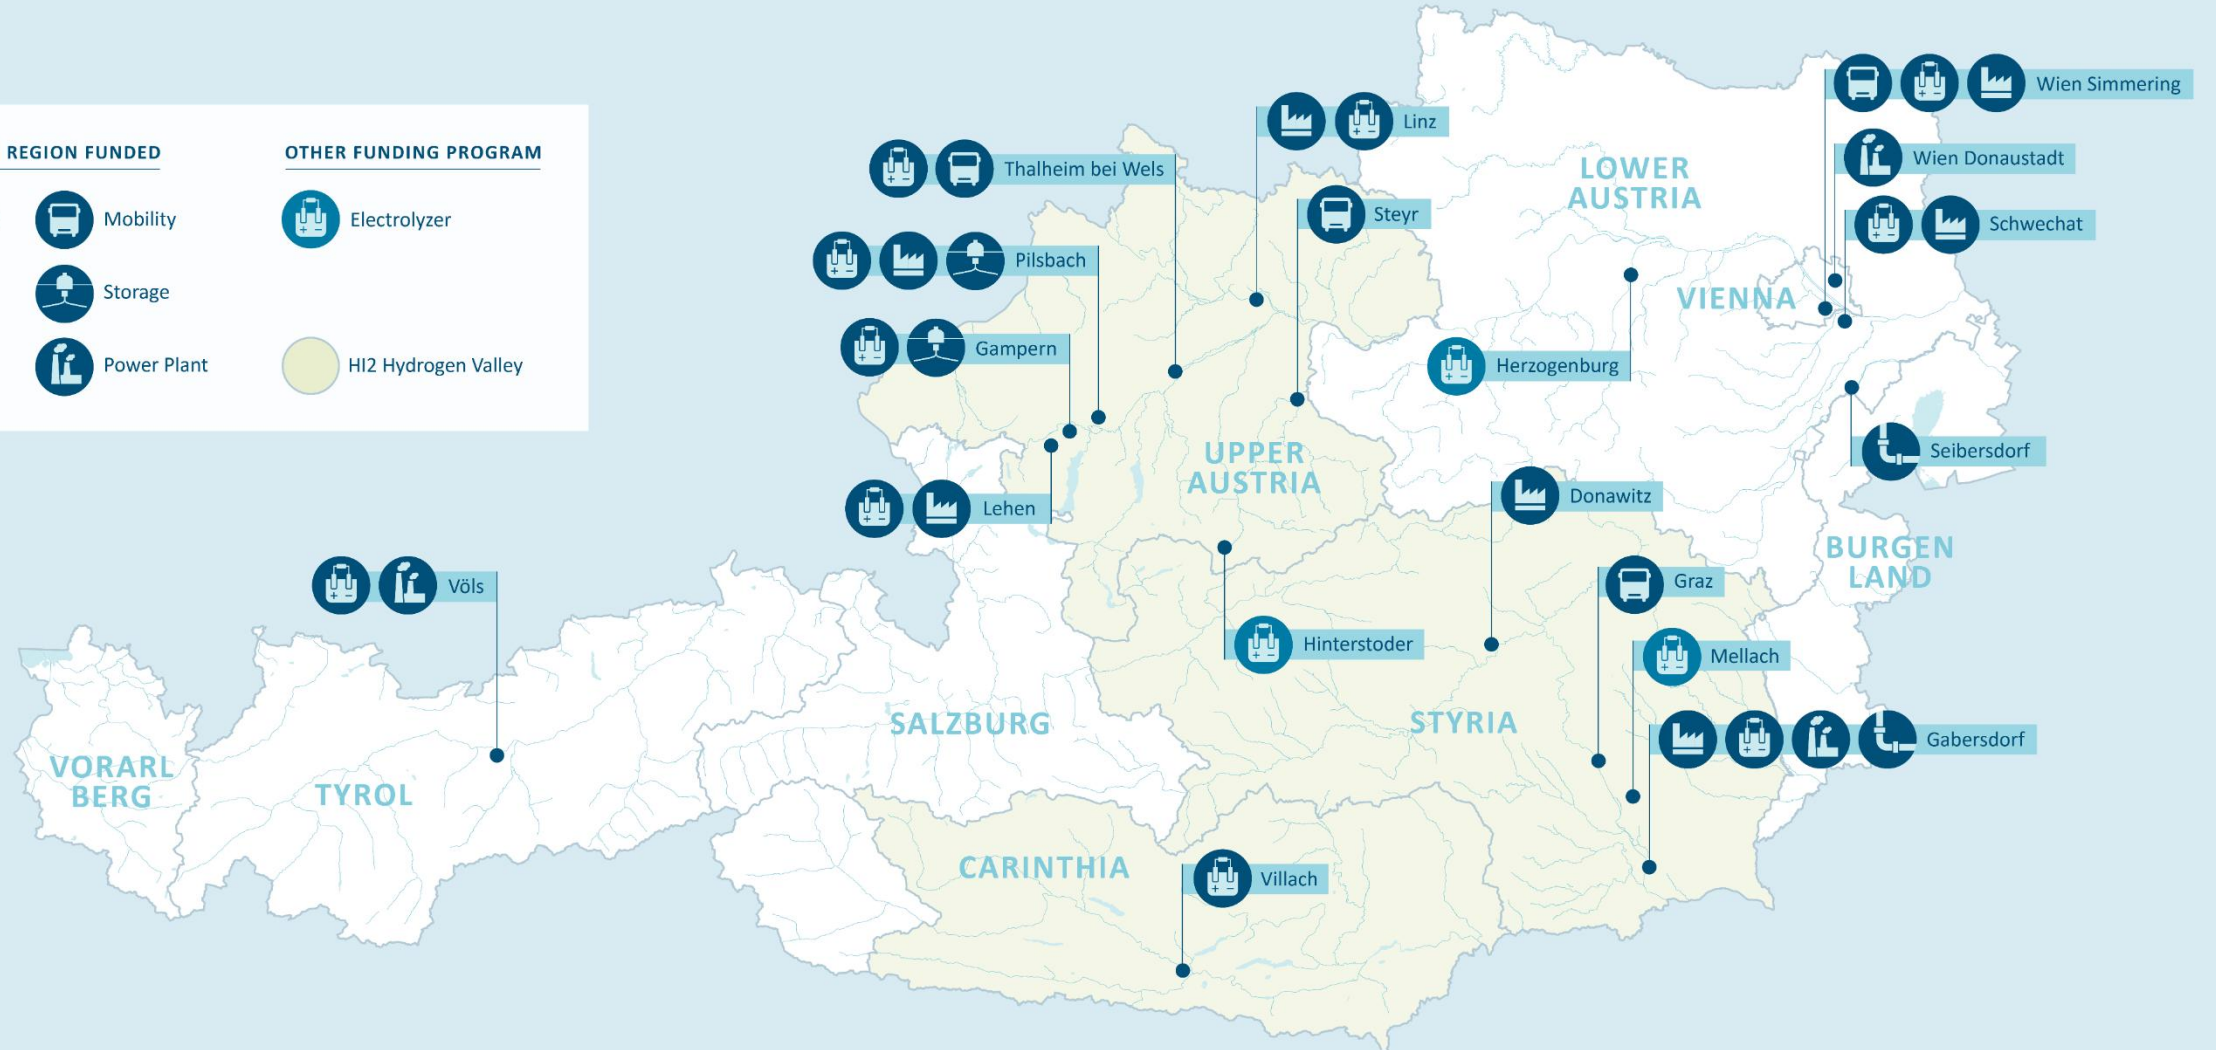 REGION FUNDED
Mobility
Storage
Power Plant
OTHER FUNDING PROGRAM
Electrolyzer
HI2 Hydrogen Valley
Wien Simmering
Linz
Wien Donaustadt
Thalheim bei Wels
LOWER
AUSTRIA
Steyr
Schwechat
Pilsbach
VIENNA
Gampern
Herzogenburg
UPPER
AUSTRIA
Seibersdorf
Lehen
Donawitz
BURGEN
LAND
Völs
Graz
Hinterstoder
Mellach
SALZBURG
STYRIA
Gabersdorf
VORARL
BERG
TYROL
CARINTHIA
Villach